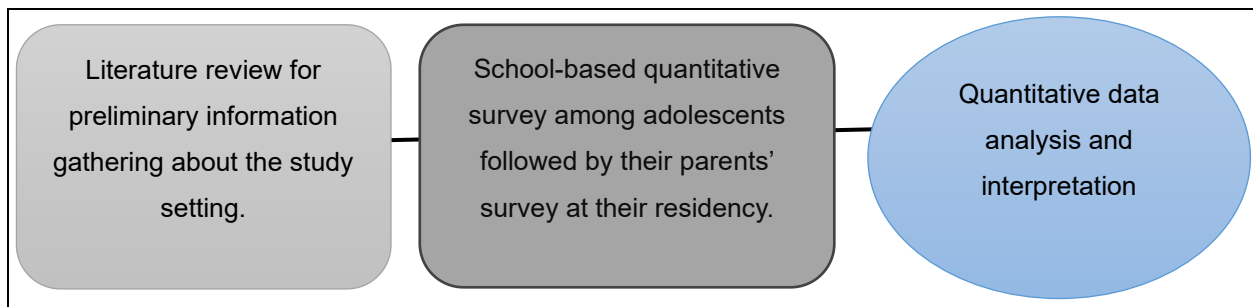 Literature review for
preliminary information
gathering about the study
setting.
School-based quantitative
survey among adolescents
followed by their parents’
survey at their residency.
Quantitative data
analysis and
interpretation